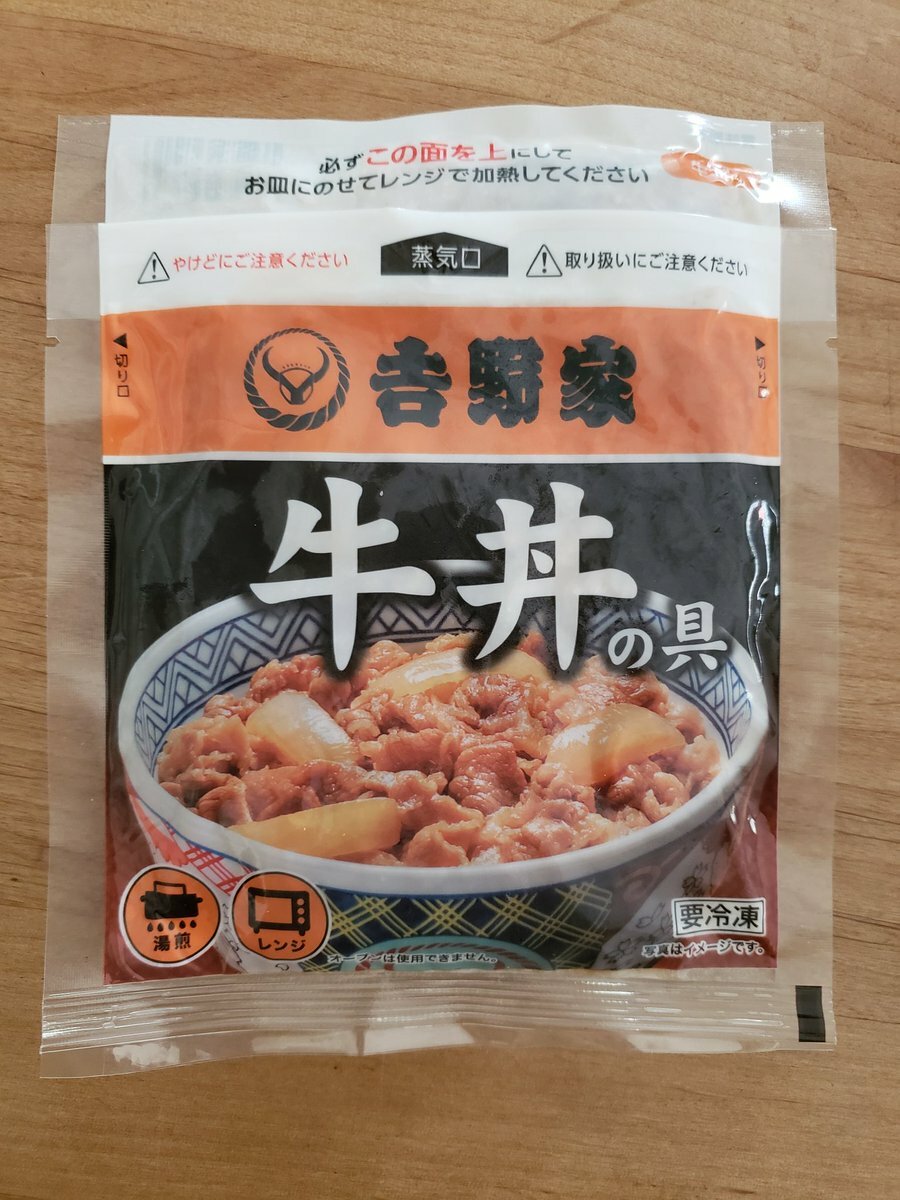 必ずこの面を上にして
お皿にのせてレンジで加熱してください
やけどにご注意ください
蒸気口
取り扱いにご注意ください
切り口
切り口
吉野家
牛丼の具
湯煎
レンジ
オーブンは使用できません。
要冷凍
写真はイメージです。